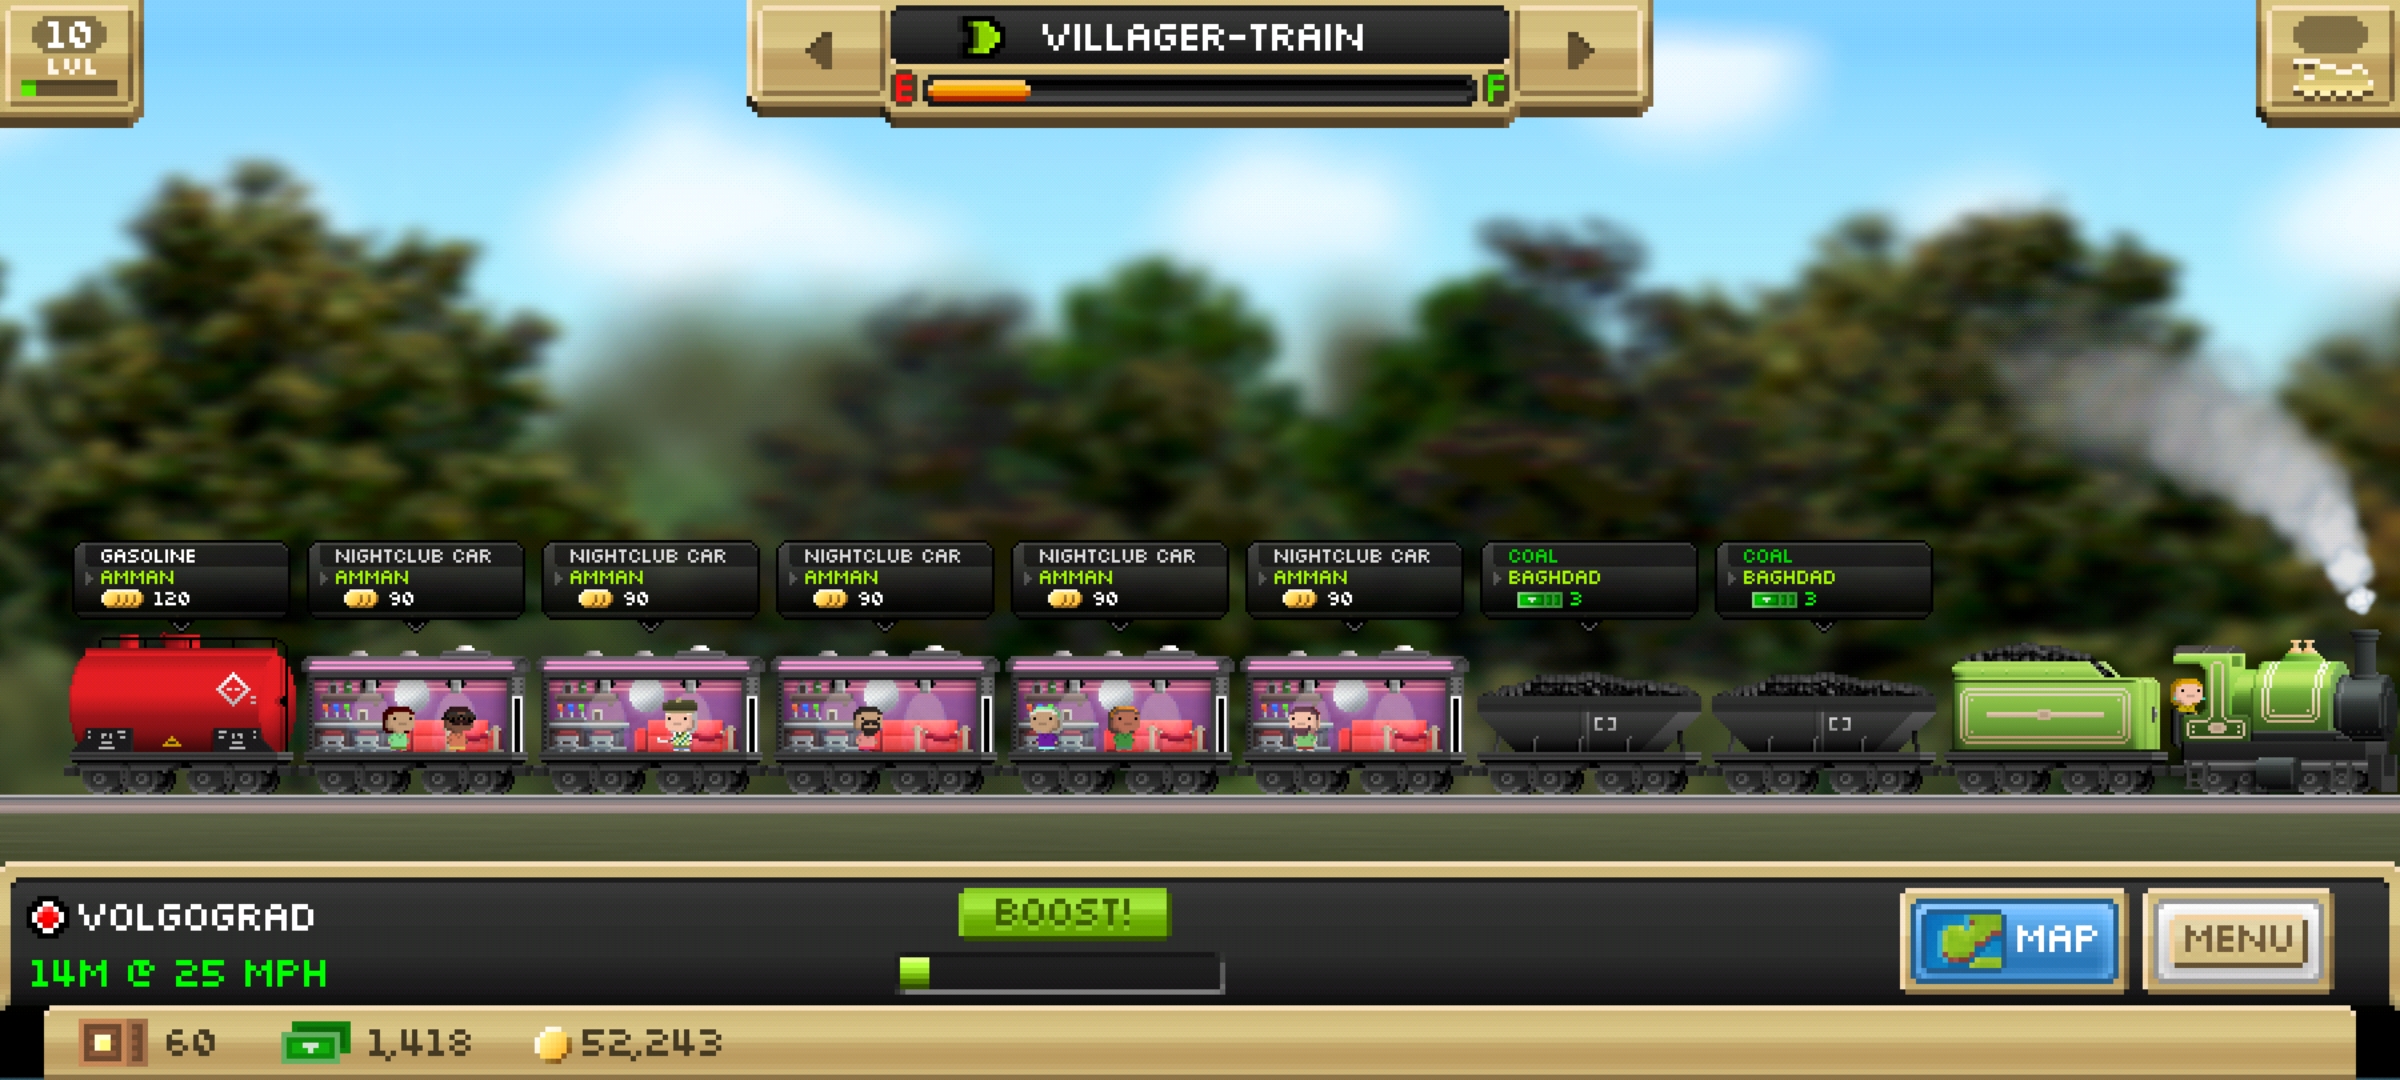 10
LVL
VILLAGER-TRAIN
E F
GASOLINE
AMMAN
120
NIGHTCLUB CAR
AMMAN
90
NIGHTCLUB CAR
AMMAN
90
NIGHTCLUB CAR
AMMAN
90
NIGHTCLUB CAR
AMMAN
90
NIGHTCLUB CAR
AMMAN
90
COAL
BAGHDAD
3
COAL
BAGHDAD
3
VOLGOGRAD
14M @ 25 MPH
BOOST!
MAP
MENU
60 1,418 52,243